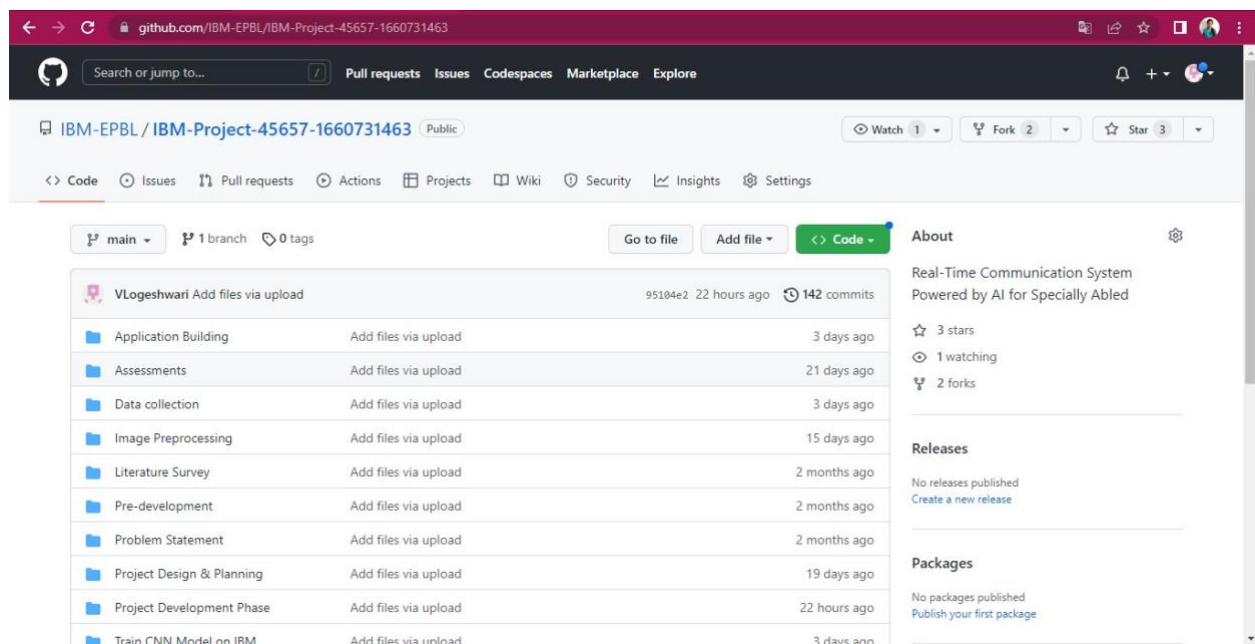 github.com/IBM-EPBL/IBM-Project-45657-1660731463
Search or jump to... / Pull requests Issues Codespaces Marketplace Explore
IBM-EPBL / IBM-Project-45657-1660731463 Public
Watch 1 Fork 2 Star 3
<> Code Issues Pull requests Actions Projects Wiki Security Insights Settings
main 1 branch 0 tags Go to file Add file <> Code
VLogeshwari Add files via upload 95104e2 22 hours ago 142 commits
Application Building Add files via upload 3 days ago
Assessments Add files via upload 21 days ago
Data collection Add files via upload 3 days ago
Image Preprocessing Add files via upload 15 days ago
Literature Survey Add files via upload 2 months ago
Pre-development Add files via upload 2 months ago
Problem Statement Add files via upload 2 months ago
Project Design & Planning Add files via upload 19 days ago
Project Development Phase Add files via upload 22 hours ago
Train CNN Model on IBM Add files via upload 3 days ago
About
Real-Time Communication System
Powered by AI for Specially Abled
3 stars
1 watching
2 forks
Releases
No releases published
Create a new release
Packages
No packages published
Publish your first package